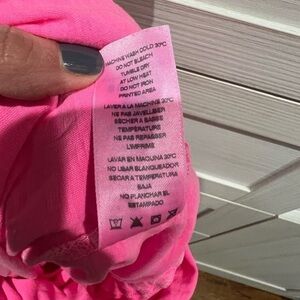 MACHINE WASH COLD 30°C
DO NOT BLEACH
TUMBLE DRY
AT LOW HEAT
DO NOT IRON
PRINTED AREA
LAVER A LA MACHINE 30°C
NE PAS JAVELLISER
SÉCHER A BASSE
TEMPÉRATURE
NE PAS REPASSER
L'IMPRIME
LAVAR EN MAQUINA 30°C
NO USAR BLANQUEADOR
SECAR A TEMPERATURA
BAJA
NO PLANCHAR EL
ESTAMPADO